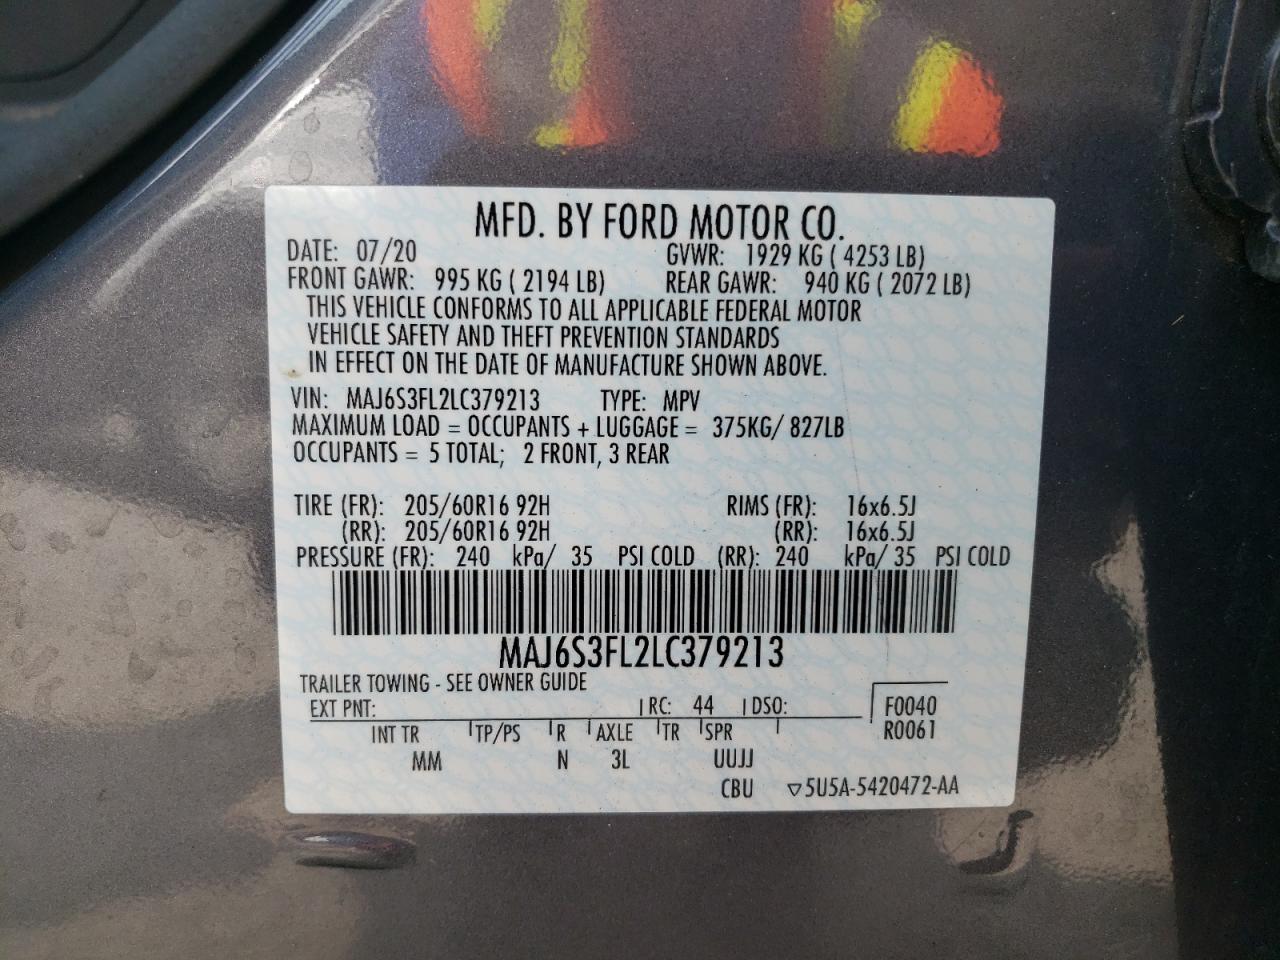 MFD. BY FORD MOTOR CO.
DATE: 07/20 GVWR: 1929 KG ( 4253 LB)
FRONT GAWR: 995 KG ( 2194 LB) REAR GAWR: 940 KG ( 2072 LB)
THIS VEHICLE CONFORMS TO ALL APPLICABLE FEDERAL MOTOR
VEHICLE SAFETY AND THEFT PREVENTION STANDARDS
IN EFFECT ON THE DATE OF MANUFACTURE SHOWN ABOVE.
VIN: MAJ6S3FL2LC379213 TYPE: MPV
MAXIMUM LOAD = OCCUPANTS + LUGGAGE = 375KG/ 827LB
OCCUPANTS = 5 TOTAL; 2 FRONT, 3 REAR
TIRE (FR): 205/60R16 92H RIMS (FR): 16x6.5J
(RR): 205/60R16 92H (RR): 16x6.5J
PRESSURE (FR): 240 kPa/ 35 PSI COLD (RR): 240 kPa/ 35 PSI COLD
MAJ6S3FL2LC379213
TRAILER TOWING - SEE OWNER GUIDE
EXT PNT: RC: 44 DSO: F0040
INT TR TP/PS R AXLE TR SPR R0061
MM N 3L UUJJ
CBU ▽5U5A-5420472-AA